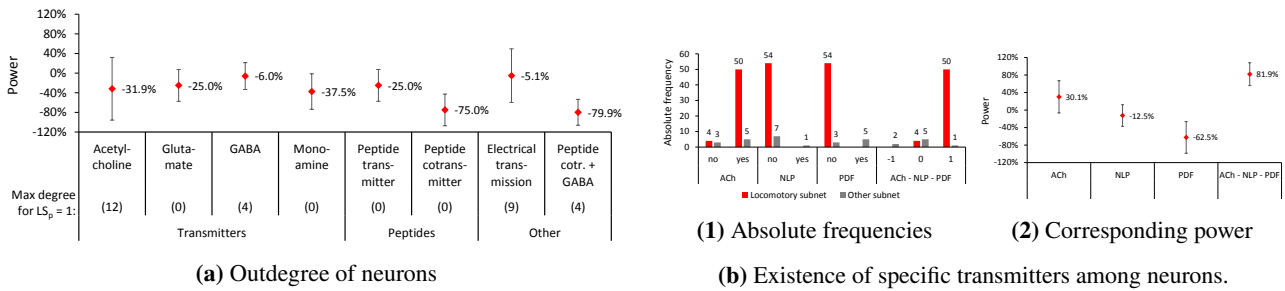 120%
80%
40%
0%
-40%
-80%
-120%
Power
-31.9%
-25.0%
-6.0%
-37.5%
-25.0%
-75.0%
-5.1%
-79.9%
Acetyl-
choline
Gluta-
mate
GABA
Mono-
amine
Peptide
trans-
mitter
Peptide
cotrans-
mitter
Electrical
trans-
mission
Peptide
cotr. +
GABA
Max degree
for LSp = 1:
(12)
(0)
(4)
(0)
(0)
(0)
(9)
(4)
Transmitters
Peptides
Other
(a) Outdegree of neurons
60
50
40
30
20
10
0
Absolute frequency
4 3
50
5
54
7
1
54
3
5
2
4 5
50
1
no yes no yes no yes -1 0 1
ACh NLP PDF ACh - NLP - PDF
Locomotory subnet Other subnet
(1) Absolute frequencies
120%
80%
40%
0%
-40%
-80%
-120%
Power
30.1%
-12.5%
-62.5%
81.9%
ACh NLP PDF ACh - NLP - PDF
(2) Corresponding power
(b) Existence of specific transmitters among neurons.